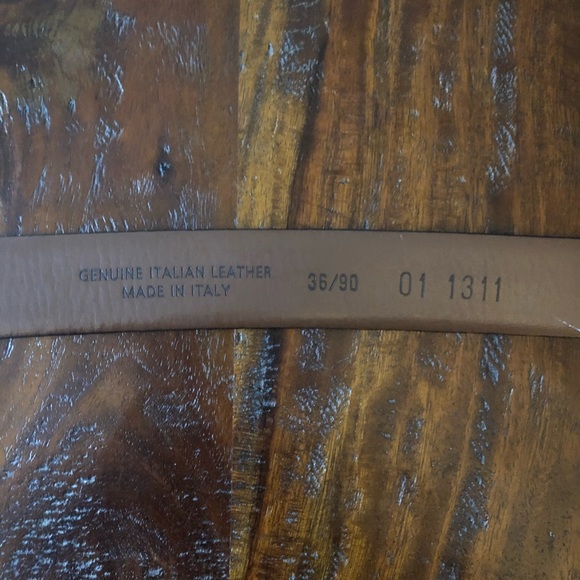 GENUINE ITALIAN LEATHER
MADE IN ITALY
36/90
01 1311